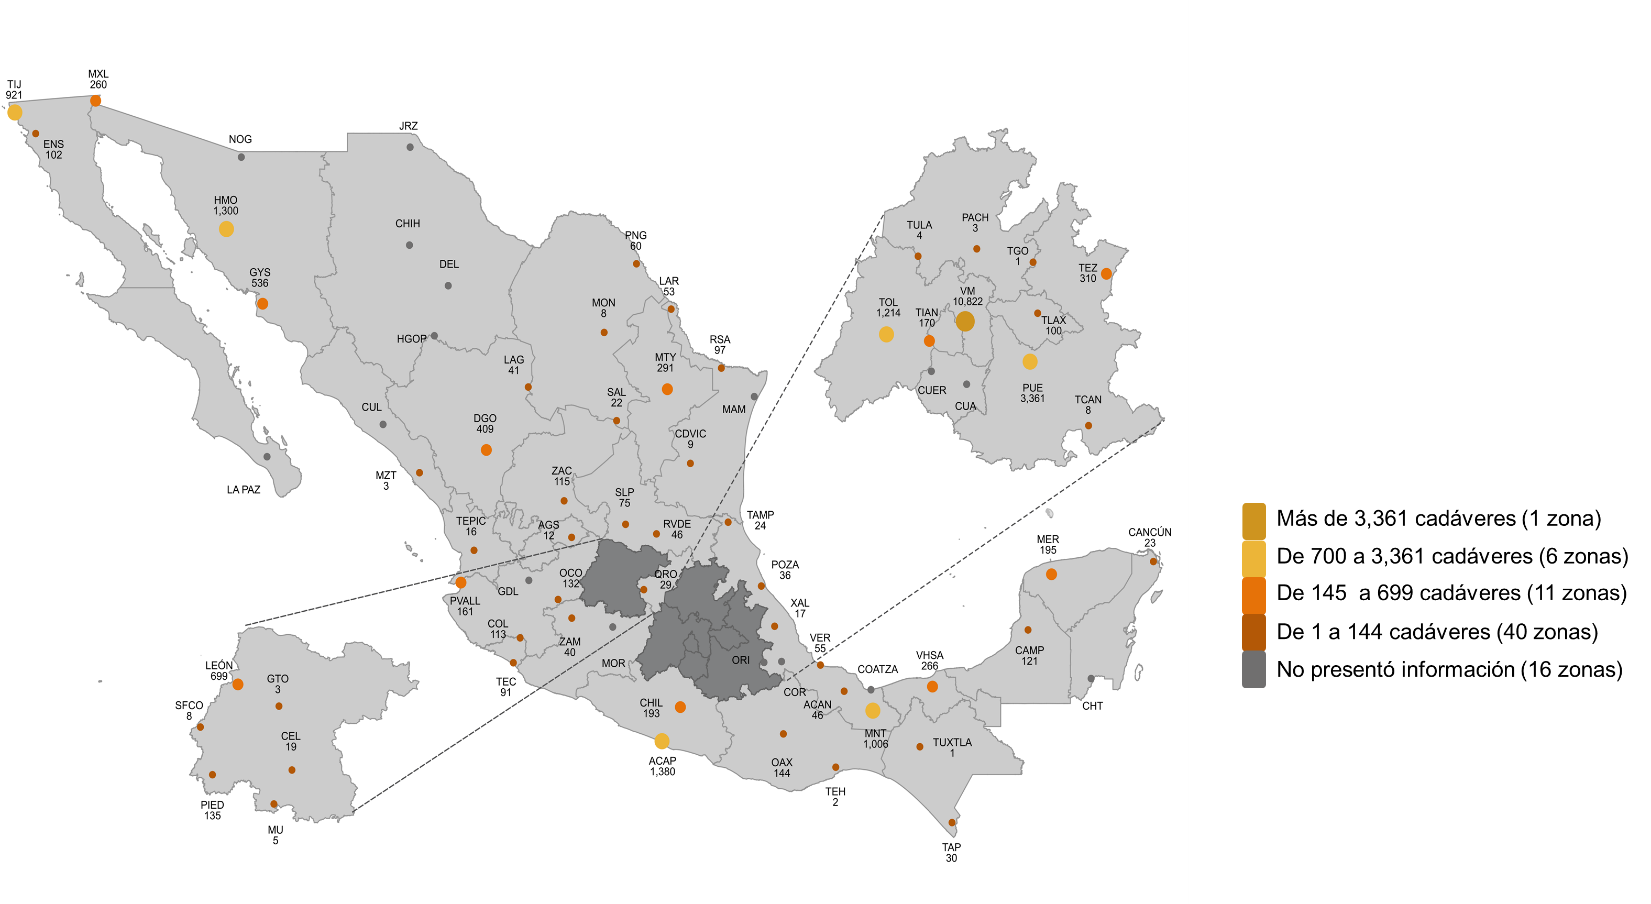 TIJ
921
MXL
260
ENS
102
NOG
JRZ
HMO
1,300
CHIH
GYS
536
DEL
PNG
60
LAR
53
MON
8
HGOP
LAG
41
MTY
291
RSA
97
SAL
22
MAM
CUL
DGO
409
CDVIC
9
MZT
3
LA PAZ
ZAC
115
SLP
75
TEPIC
16
AGS
12
RVDE
46
TAMP
24
OCO
132
QRO
29
POZA
36
GDL
PVALL
161
XAL
17
COL
113
ZAM
40
MOR
ORI
VER
55
TEC
91
COR
COATZA
VHSA
266
CHIL
193
ACAN
46
MNT
1,006
ACAP
1,380
OAX
144
TEH
2
TUXTLA
1
TAP
30
MER
195
CANCÚN
23
CAMP
121
CHT
LEÓN
699
GTO
3
SFCO
8
CEL
19
PIED
135
MU
5
TULA
4
PACH
3
TGO
1
TEZ
310
TOL
1,214
TIAN
170
VM
10,822
TLAX
100
CUER
CUA
PUE
3,361
TCAN
8
Más de 3,361 cadáveres (1 zona)
De 700 a 3,361 cadáveres (6 zonas)
De 145 a 699 cadáveres (11 zonas)
De 1 a 144 cadáveres (40 zonas)
No presentó información (16 zonas)